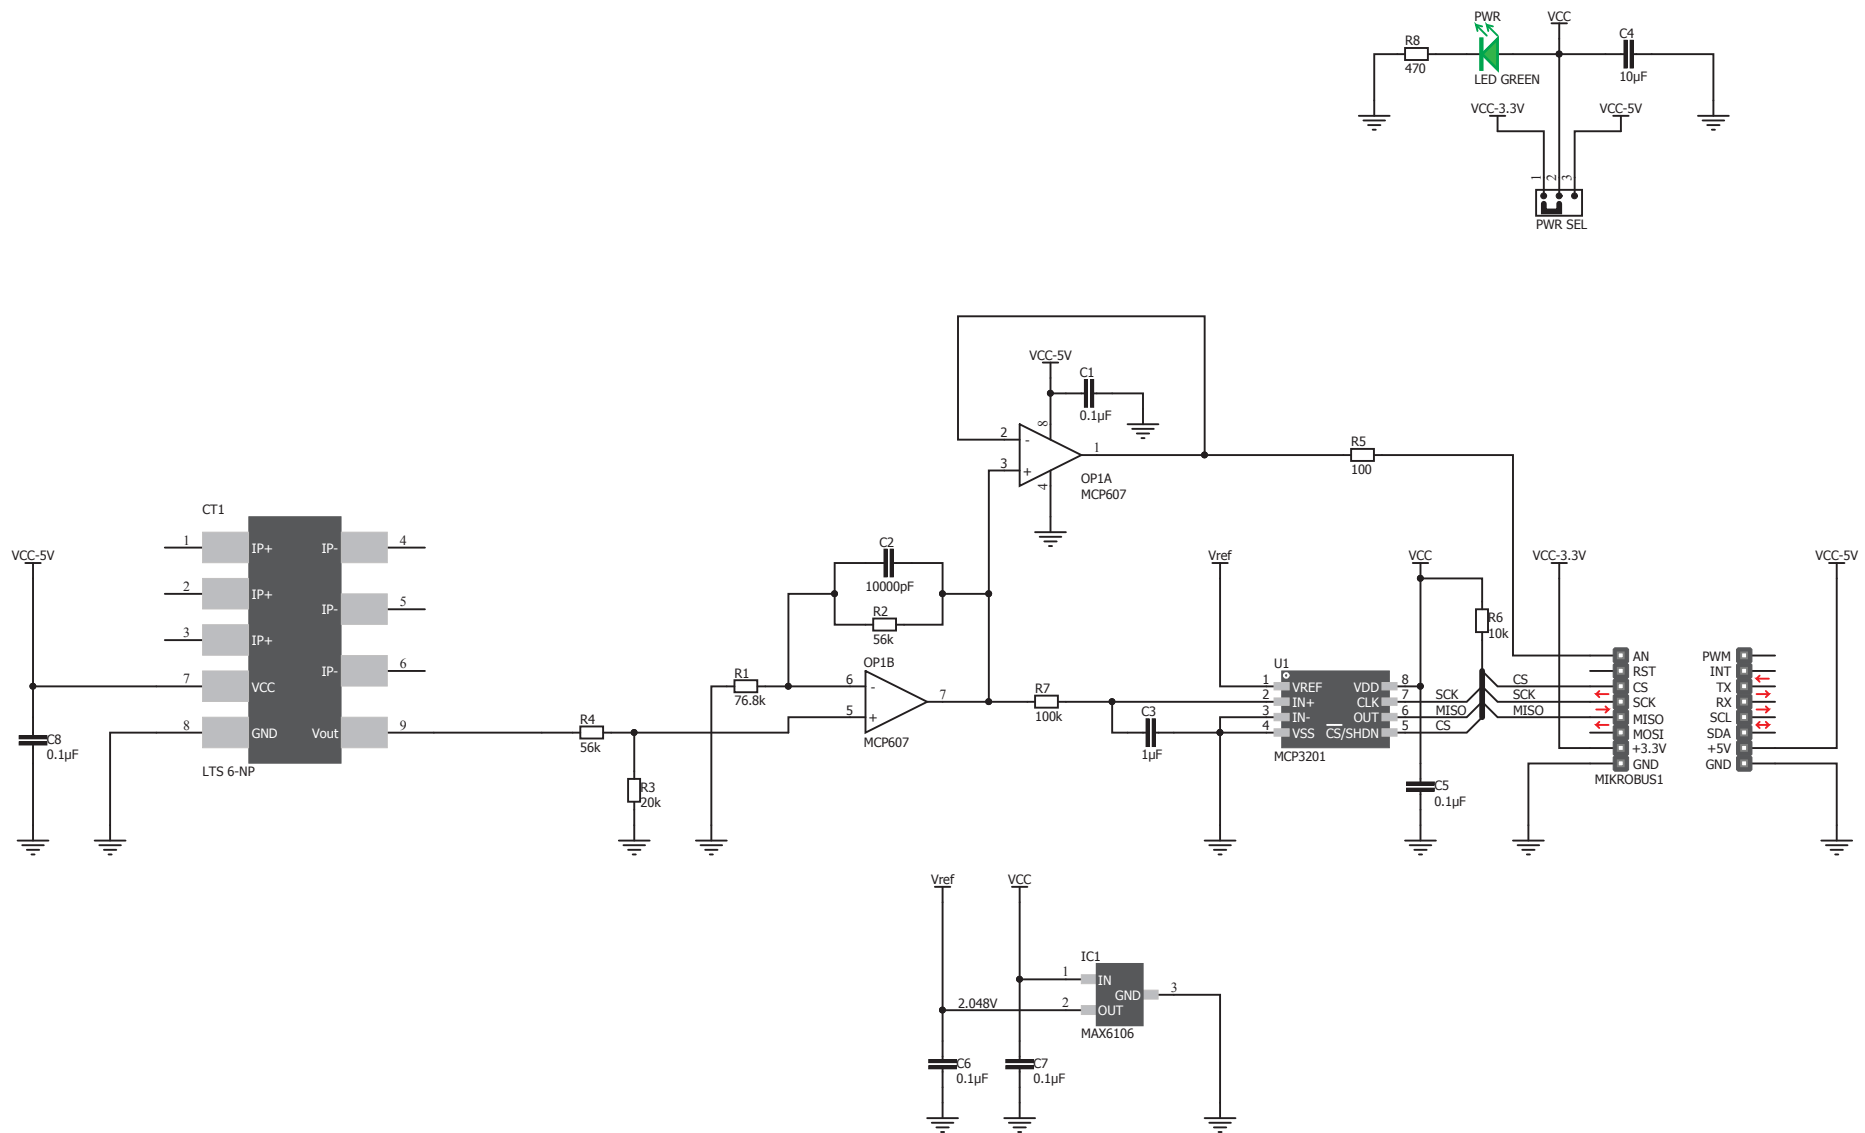 PWR
VCC
R8
470
LED GREEN
C4
10µF
VCC-3.3V
VCC-5V
1
2
3
PWR SEL
VCC-5V
C1
0.1µF
8
2
-
3
+
1
4
OP1A
MCP607
R5
100
CT1
VCC-5V
1
IP+
IP-
4
2
IP+
IP-
5
3
IP+
IP-
6
7
VCC
8
GND
Vout
9
LTS 6-NP
C8
0.1µF
R4
56k
R3
20k
C2
10000pF
R2
56k
R1
76.8k
OP1B
6
-
5
+
7
MCP607
R7
100k
C3
1µF
Vref
VCC
U1
1
VREF
VDD
8
2
IN+
CLK
7
SCK
3
IN-
OUT
6
MISO
4
VSS
CS/SHDN
5
CS
MCP3201
R6
10k
C5
0.1µF
CS
SCK
MISO
VCC-3.3V
VCC-5V
AN
PWM
RST
INT
CS
TX
SCK
RX
MISO
SCL
MOSI
SDA
+3.3V
+5V
GND
GND
MIKROBUS1
Vref
VCC
IC1
1
IN
GND
3
2.048V
2
OUT
MAX6106
C6
0.1µF
C7
0.1µF